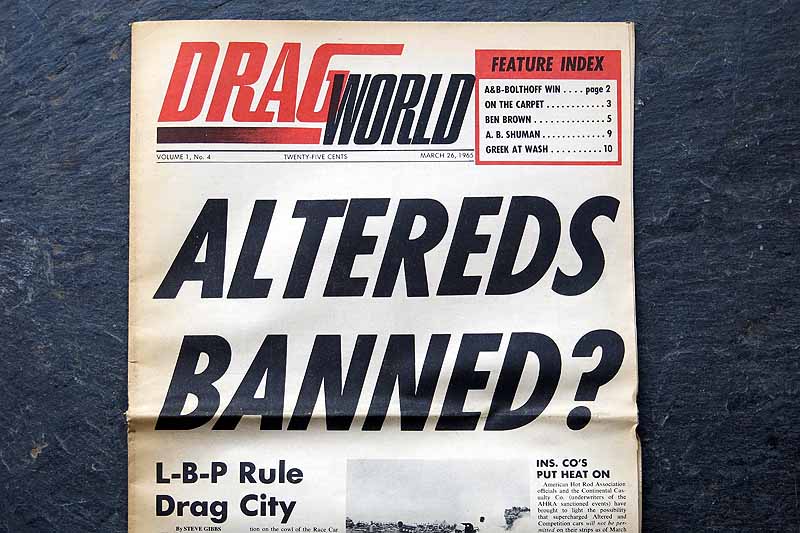 DRAG WORLD
VOLUME 1, No. 4 TWENTY-FIVE CENTS MARCH 26, 1965
FEATURE INDEX
A&B-BOLTHOFF WIN . . . . page 2
ON THE CARPET . . . . . . . . . . . . 3
BEN BROWN . . . . . . . . . . . . . . 5
A. B. SHUMAN . . . . . . . . . . . . . 9
GREEK AT WASH . . . . . . . . . . 10
ALTEREDS
BANNED?
L-B-P Rule
Drag City
By STEVE GIBBS
tion on the cowl of the Race Car
INS. CO'S
PUT HEAT ON
American Hot Rod Association
officials and the Continental Cas-
ualty Co. (underwriters of the
AHRA sanctioned events) have
brought to light the possibility
that supercharged Altered and
Competition cars will not be per-
mitted on their strips as of March